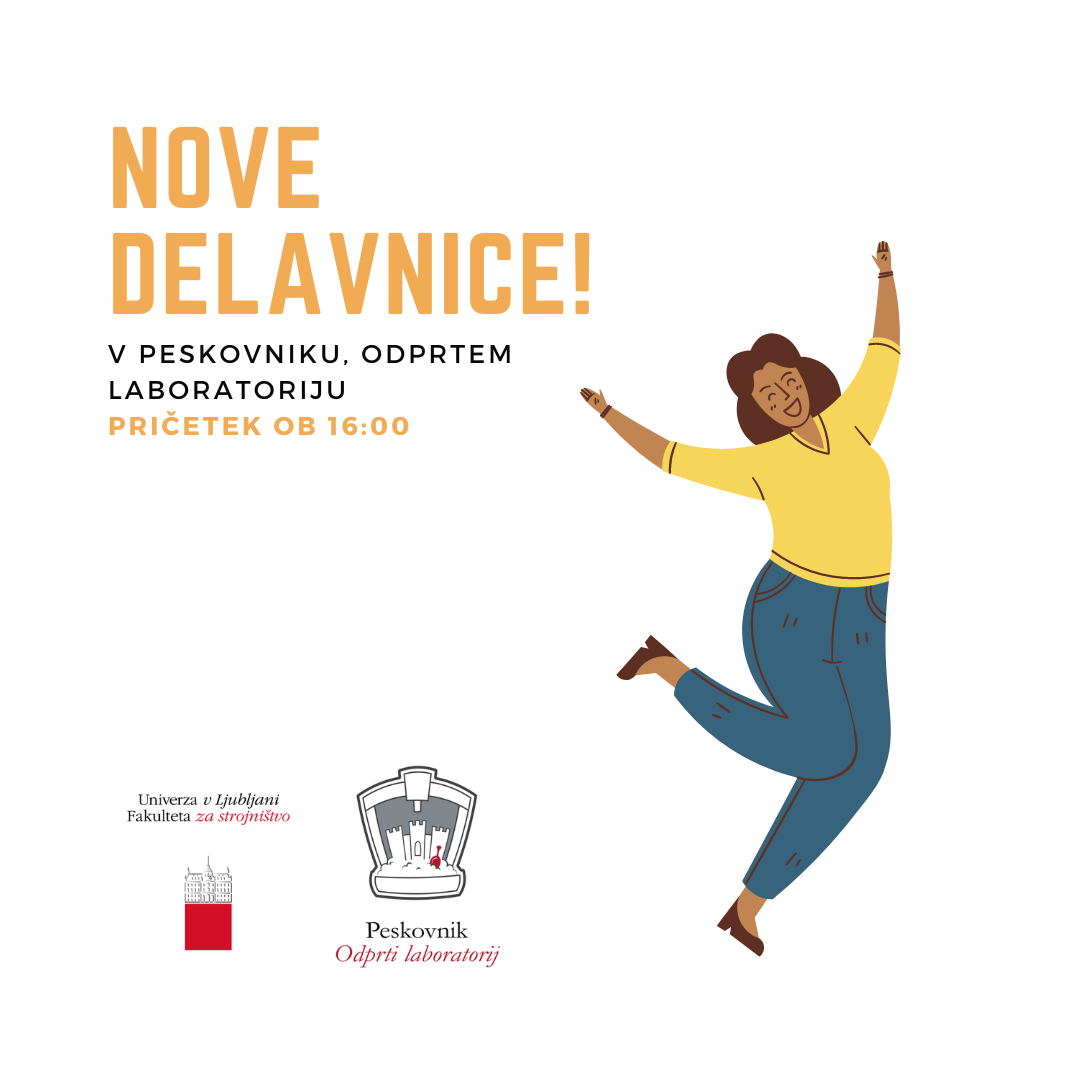 NOVE
DELAVNICE!
V PESKOVNIKU, ODPRTEM
LABORATORIJU
PRIČETEK OB 16:00
Univerza v Ljubljani
Fakulteta za strojništvo
Peskovnik
Odprti laboratorij